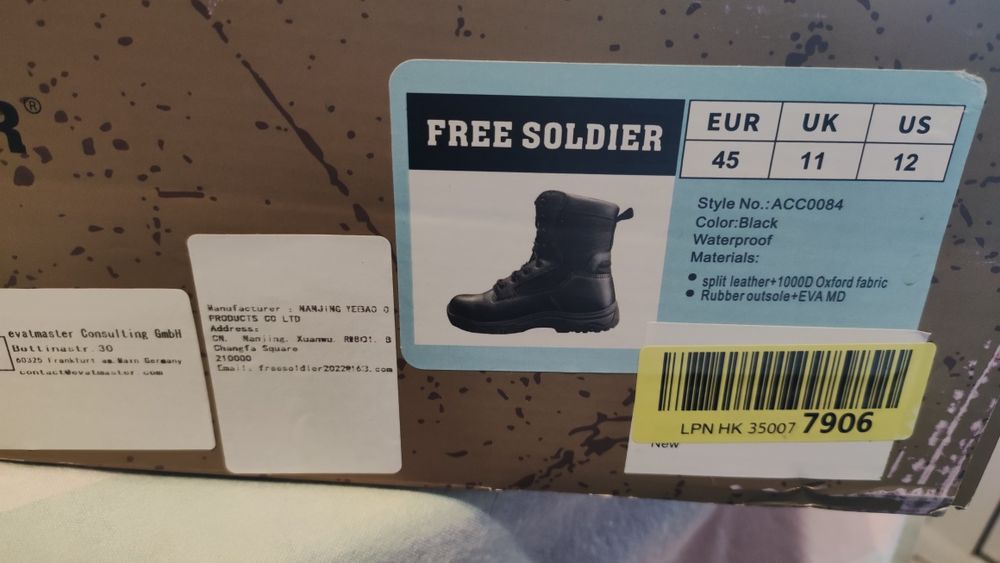 R®
FREE SOLDIER
EUR UK US
45 11 12
Style No.:ACC0084
Color:Black
Waterproof
Materials:
• split leather+1000D Oxford fabric
• Rubber outsole+EVA MD
LPN HK 35007 7906
New
Manufacturer : NANJING YEBAO O
PRODUCTS CO LTD
Address:
CN, Nanjing, Xuanwu, RM801, B
Changfa Square
210000
Email: freesoldier2022@163.com
evatmaster Consulting GmbH
Bettinastr. 30
60325 Frankfurt am Main Germany
contact@evatmaster.com